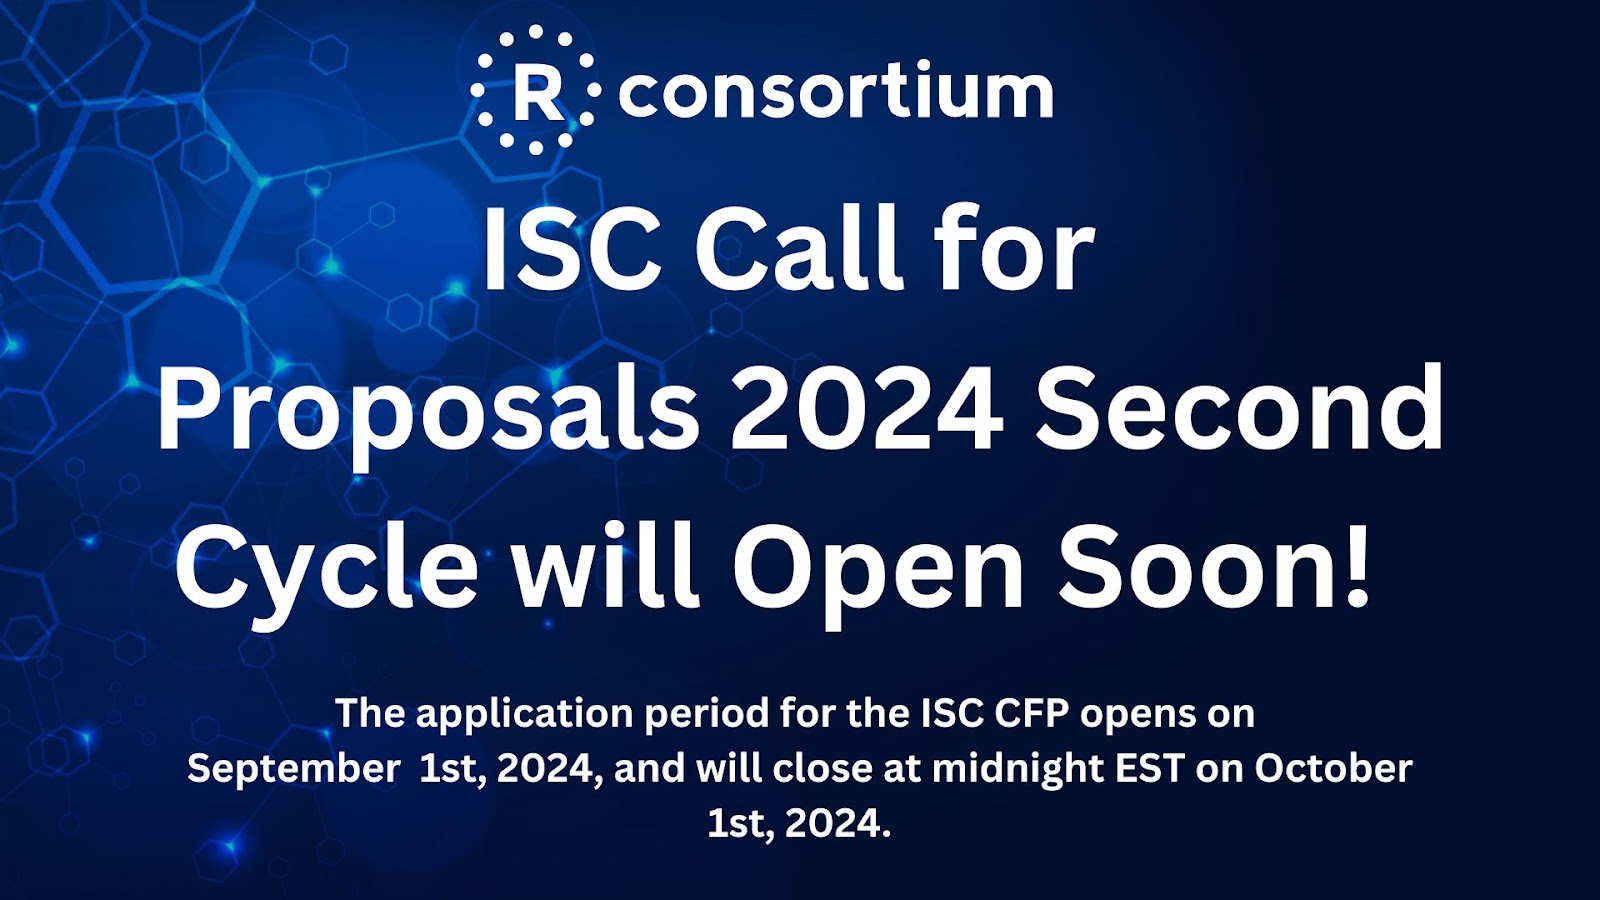 R consortium
ISC Call for
Proposals 2024 Second
Cycle will Open Soon!
The application period for the ISC CFP opens on
September 1st, 2024, and will close at midnight EST on October
1st, 2024.